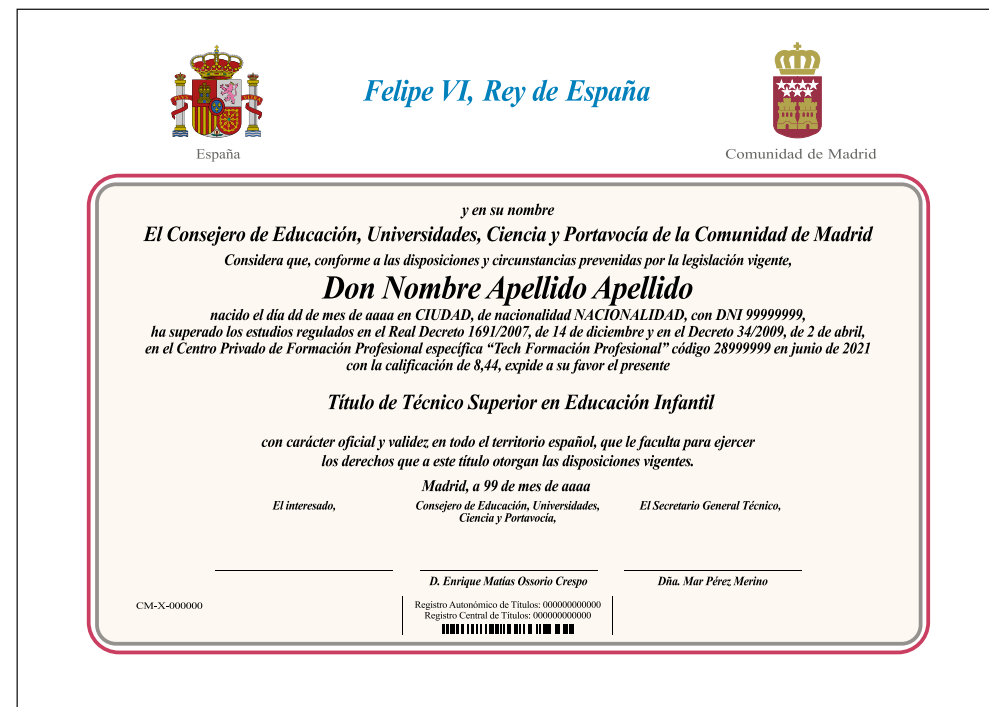 Felipe VI, Rey de España
España
Comunidad de Madrid
y en su nombre
El Consejero de Educación, Universidades, Ciencia y Portavocía de la Comunidad de Madrid
Considera que, conforme a las disposiciones y circunstancias prevenidas por la legislación vigente,
Don Nombre Apellido Apellido
nacido el día dd de mes de aaaa en CIUDAD, de nacionalidad NACIONALIDAD, con DNI 99999999,
ha superado los estudios regulados en el Real Decreto 1691/2007, de 14 de diciembre y en el Decreto 34/2009, de 2 de abril,
en el Centro Privado de Formación Profesional específica “Tech Formación Profesional” código 28999999 en junio de 2021
con la calificación de 8,44, expide a su favor el presente
Título de Técnico Superior en Educación Infantil
con carácter oficial y validez en todo el territorio español, que le faculta para ejercer
los derechos que a este título otorgan las disposiciones vigentes.
Madrid, a 99 de mes de aaaa
El interesado,
Consejero de Educación, Universidades,
Ciencia y Portavocía,
El Secretario General Técnico,
D. Enrique Matías Ossorio Crespo
Dña. Mar Pérez Merino
CM-X-000000
Registro Autonómico de Títulos: 000000000000
Registro Central de Títulos: 000000000000